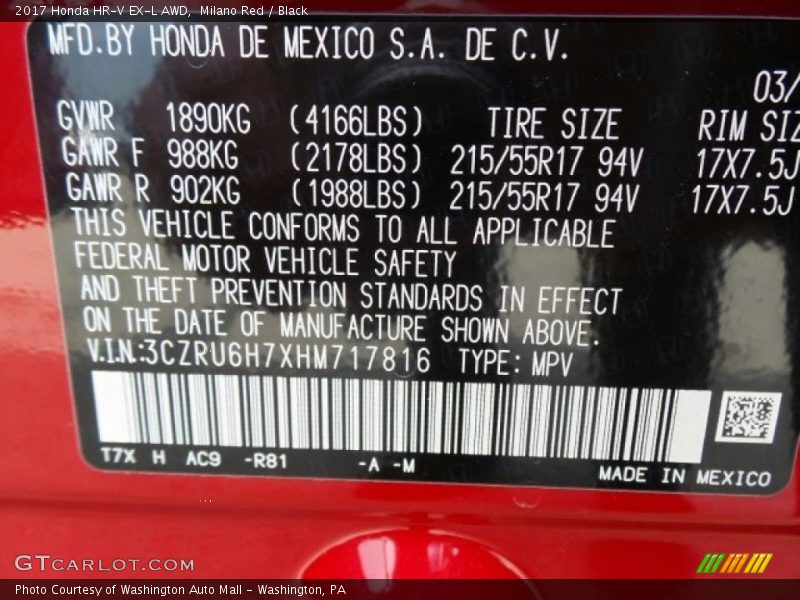 2017 Honda HR-V EX-L AWD, Milano Red / Black
MFD.BY HONDA DE MEXICO S.A. DE C.V.
03/
GVWR 1890KG (4166LBS) TIRE SIZE RIM SIZ
GAWR F 988KG (2178LBS) 215/55R17 94V 17X7.5J
GAWR R 902KG (1988LBS) 215/55R17 94V 17X7.5J
THIS VEHICLE CONFORMS TO ALL APPLICABLE
FEDERAL MOTOR VEHICLE SAFETY
AND THEFT PREVENTION STANDARDS IN EFFECT
ON THE DATE OF MANUFACTURE SHOWN ABOVE.
V.I.N:3CZRU6H7XHM717816 TYPE: MPV
T7X H AC9 -R81 -A -M
MADE IN MEXICO
GTCARLOT.COM
Photo Courtesy of Washington Auto Mall - Washington, PA